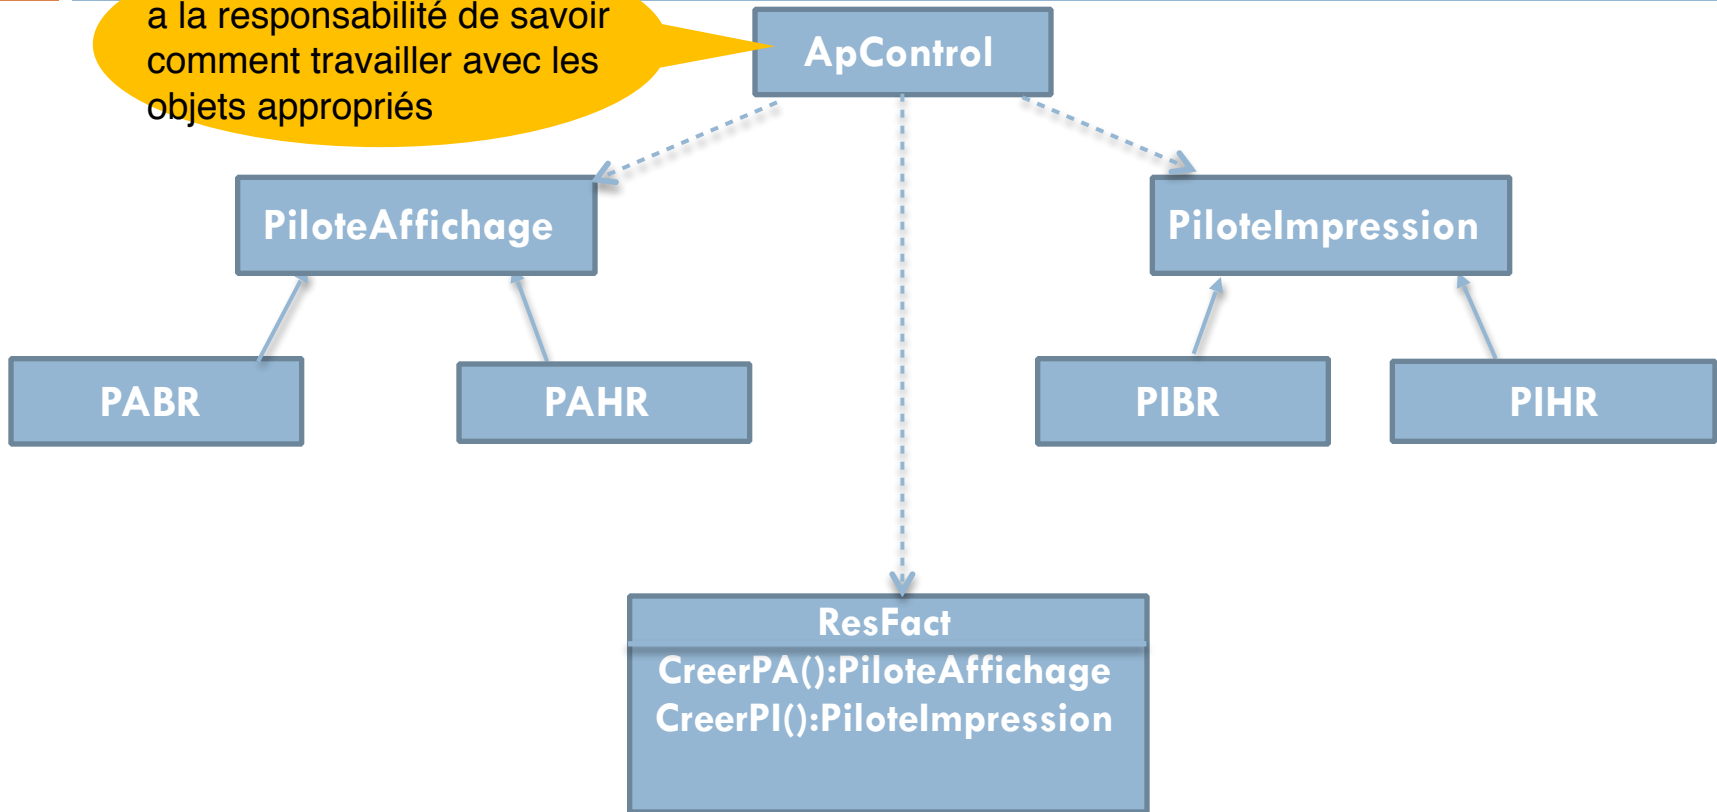 a la responsabilité de savoir
comment travailler avec les
objets appropriés
ApControl
PiloteAffichage
PiloteImpression
PABR
PAHR
PIBR
PIHR
ResFact
CreerPA():PiloteAffichage
CreerPI():PiloteImpression